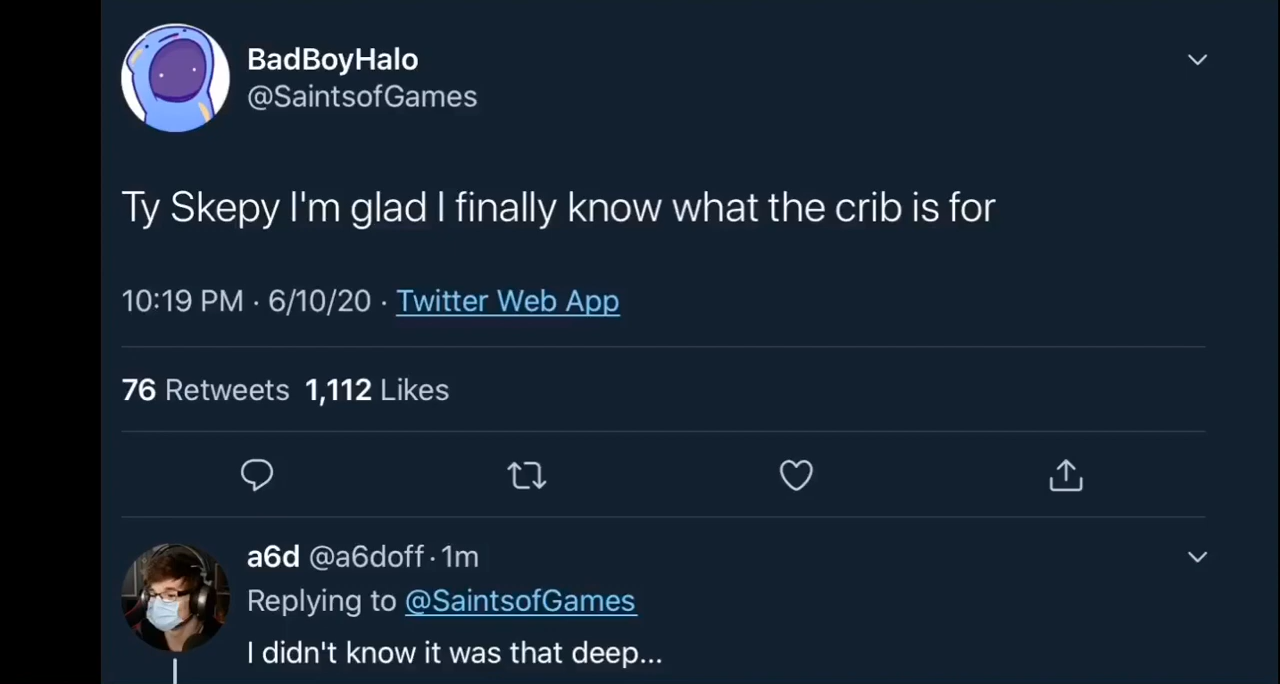 BadBoyHalo
@SaintsofGames
Ty Skepy I'm glad I finally know what the crib is for
10:19 PM · 6/10/20 · Twitter Web App
76 Retweets 1,112 Likes
a6d @a6doff · 1m
Replying to @SaintsofGames
I didn't know it was that deep...